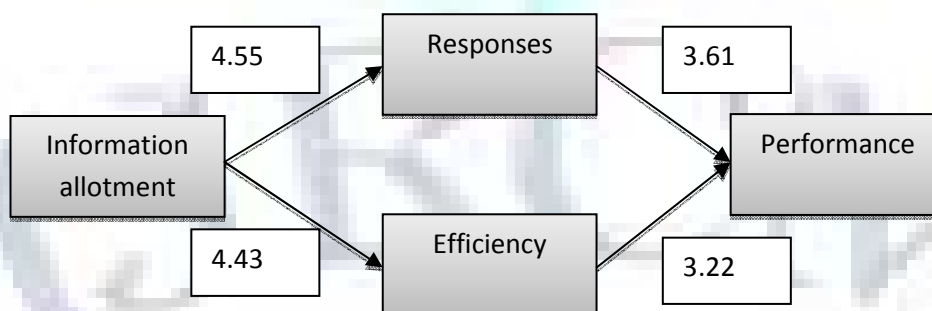 4.55
Responses
3.61
Information
allotment
Performance
4.43
Efficiency
3.22